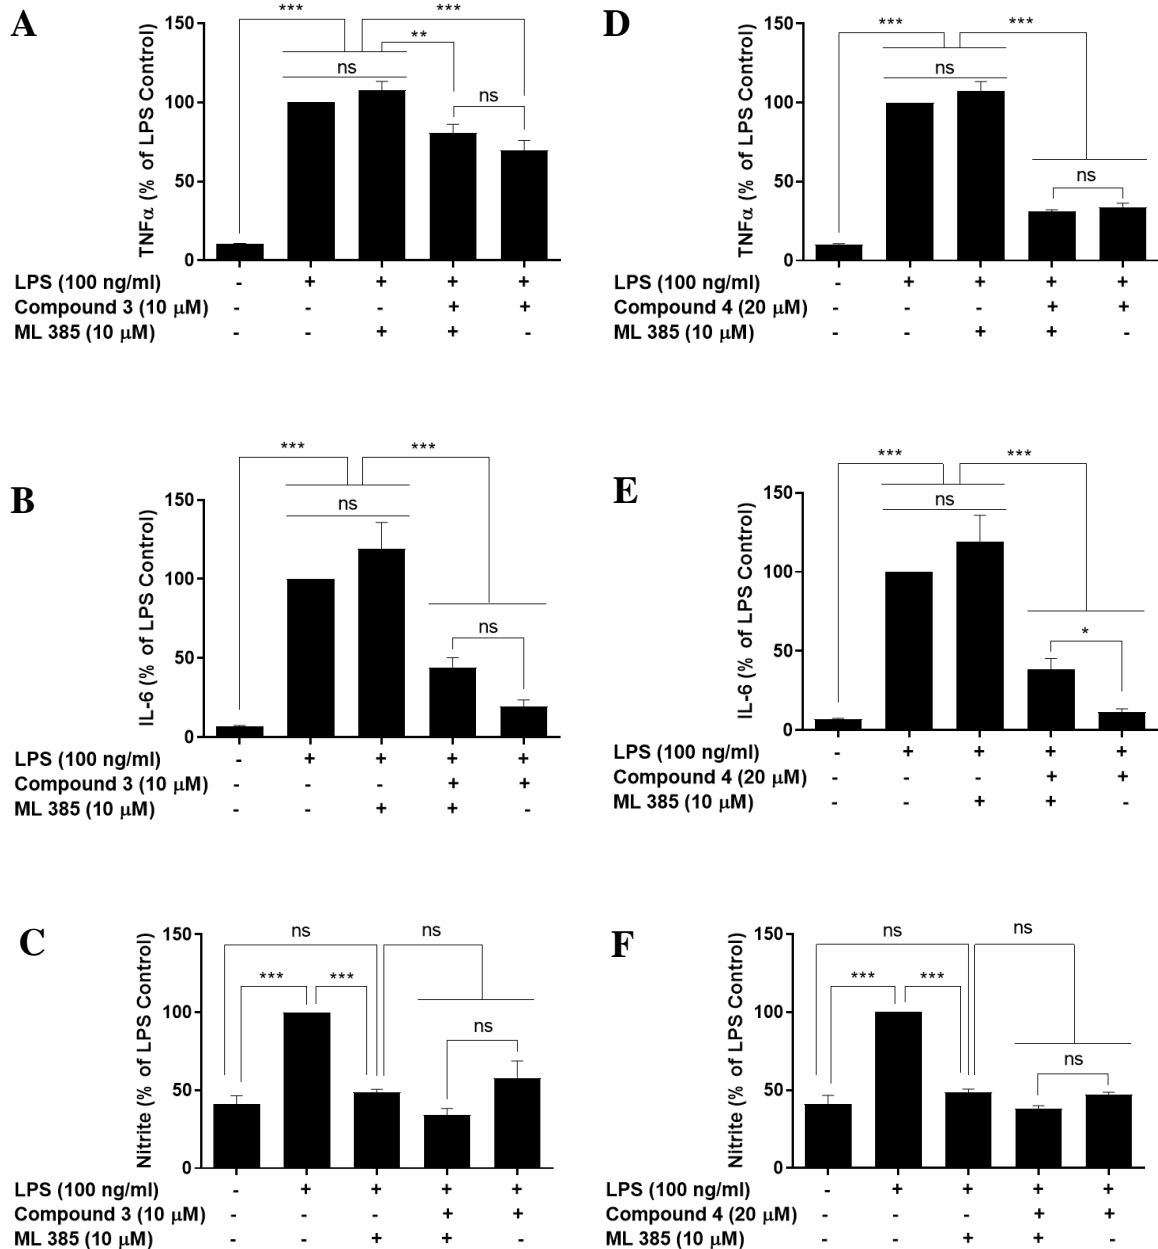 A
TNFα (% of LPS Control)
150
100
50
0
***
***
**
ns
ns
LPS (100 ng/ml) - + + + +
Compound 3 (10 μM) - - - + +
ML 385 (10 μM) - - + + -
D
TNFα (% of LPS Control)
150
100
50
0
***
***
ns
ns
LPS (100 ng/ml) - + + + +
Compound 4 (20 μM) - - - + +
ML 385 (10 μM) - - + + -
B
IL-6 (% of LPS Control)
150
100
50
0
***
***
ns
ns
LPS (100 ng/ml) - + + + +
Compound 3 (10 μM) - - - + +
ML 385 (10 μM) - - + + -
E
IL-6 (% of LPS Control)
150
100
50
0
***
***
ns
*
LPS (100 ng/ml) - + + + +
Compound 4 (20 μM) - - - + +
ML 385 (10 μM) - - + + -
C
Nitrite (% of LPS Control)
150
100
50
0
ns
ns
***
***
ns
LPS (100 ng/ml) - + + + +
Compound 3 (10 μM) - - - + +
ML 385 (10 μM) - - + + -
F
Nitrite (% of LPS Control)
150
100
50
0
ns
ns
***
***
ns
LPS (100 ng/ml) - + + + +
Compound 4 (20 μM) - - - + +
ML 385 (10 μM) - - + + -